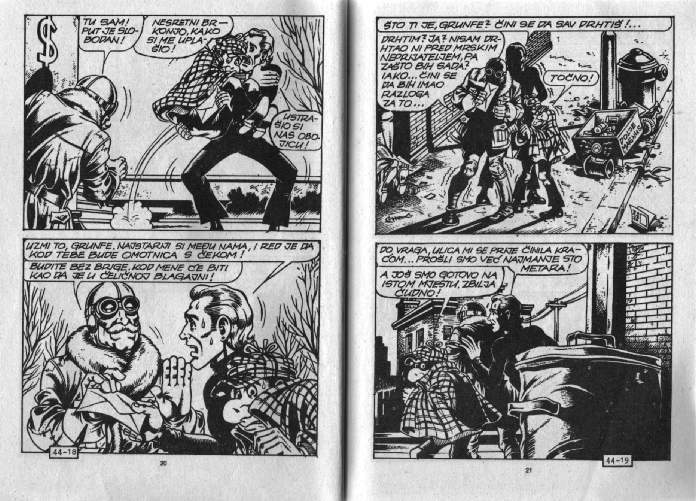 $
TU SAM!
PUT JE SLO-
BODAN!
NESRETNI BR-
KONJO, KAKO
SI ME UPLA-
ŠIO!
USTRA-
ŠIO SI
NAS OBO-
JICU!
UZMI TO, GRUNFE, NAJSTARIJI SI MEĐU NAMA, I RED JE DA
KOD TEBE BUDE OMOTNICA S ČEKOM!
BUDITE BEZ BRIGE, KOD MENE ĆE BITI
KAO DA JE U ČELIČNOJ BLAGAJNI!
44-18
20
ŠTO TI JE, GRUNFE? ČINI SE DA SAV DRHTIŠ!...
DRHTIM? JA? NISAM DR-
HTAO NI PRED MRSKIM
NEPRIJATELJEM, PA
ZAŠTO BIH SADA?
IAKO... ČINI SE
DA BIH IMAO
RAZLOGA
ZA TO...
TOČNO!
DO VRAGA, ULICA MI SE PRIJE ČINILA KRA-
ĆOM... PROŠLI SMO VEĆ NAJMANJE STO
METARA!
A JOŠ SMO GOTOVO NA
ISTOM MJESTU, ZBILJA
ČUDNO!
44-19
21